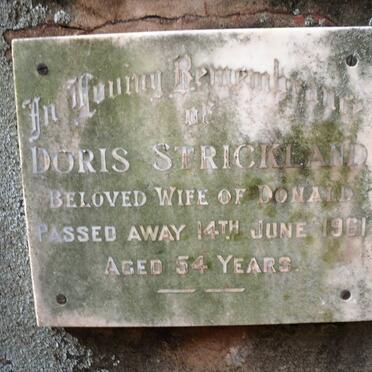 In Loving Remembrance
OF
DORIS STRICKLAND
BELOVED WIFE OF DONALD
PASSED AWAY 14TH JUNE 1961
AGED 54 YEARS.